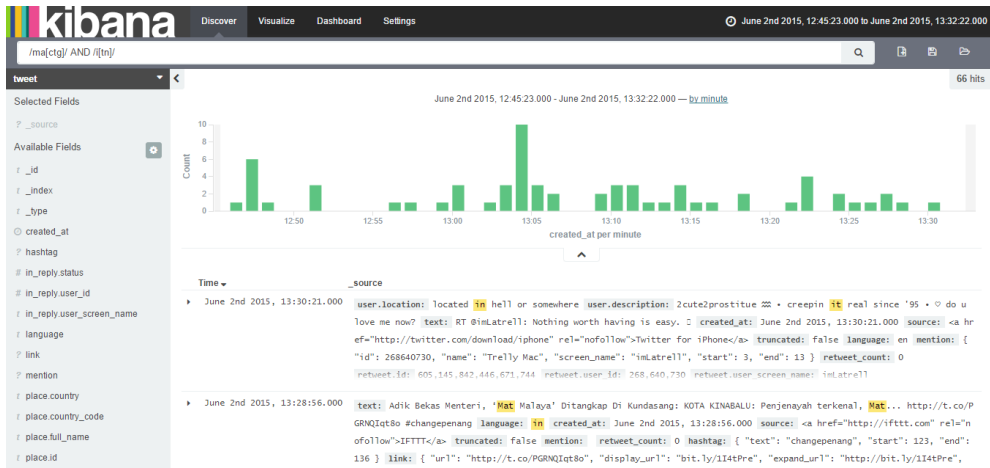 kibana Discover Visualize Dashboard Settings June 2nd 2015, 12:45:23.000 to June 2nd 2015, 13:32:22.000
/ma[ctg]/ AND /i[tn]/
tweet 66 hits
Selected Fields
? _source
Available Fields
t _id
t _index
t _type
created_at
? hashtag
# in_reply.status
# in_reply.user_id
t in_reply.user_screen_name
t language
? link
? mention
t place.country
t place.country_code
t place.full_name
t place.id
June 2nd 2015, 12:45:23.000 - June 2nd 2015, 13:32:22.000 — by minute
Count
10
8
6
4
2
0
12:50 12:55 13:00 13:05 13:10 13:15 13:20 13:25 13:30
created_at per minute
Time _source
June 2nd 2015, 13:30:21.000 user.location: located in hell or somewhere user.description: 2cute2prostitue ♒ • creepin it real since '95 • ♡ do u
love me now? text: RT @imLatrell: Nothing worth having is easy. created_at: June 2nd 2015, 13:30:21.000 source: <a hr
ef="http://twitter.com/download/iphone" rel="nofollow">Twitter for iPhone</a> truncated: false language: en mention: {
"id": 268640730, "name": "Trelly Mac", "screen_name": "imLatrell", "start": 3, "end": 13 } retweet_count: 0
retweet.id: 605,145,842,446,671,744 retweet.user_id: 268,640,730 retweet.user_screen_name: imLatrell
June 2nd 2015, 13:28:56.000 text: Adik Bekas Menteri, ‘Mat Malaya’ Ditangkap Di Kundasang: KOTA KINABALU: Penjenayah terkenal, Mat... http://t.co/P
GRNQIqt8o #changepenang language: in created_at: June 2nd 2015, 13:28:56.000 source: <a href="http://ifttt.com" rel="n
ofollow">IFTTT</a> truncated: false mention: retweet_count: 0 hashtag: { "text": "changepenang", "start": 123, "end":
136 } link: { "url": "http://t.co/PGRNQIqt8o", "display_url": "bit.ly/1I4tPre", "expand_url": "http://bit.ly/1I4tPre",